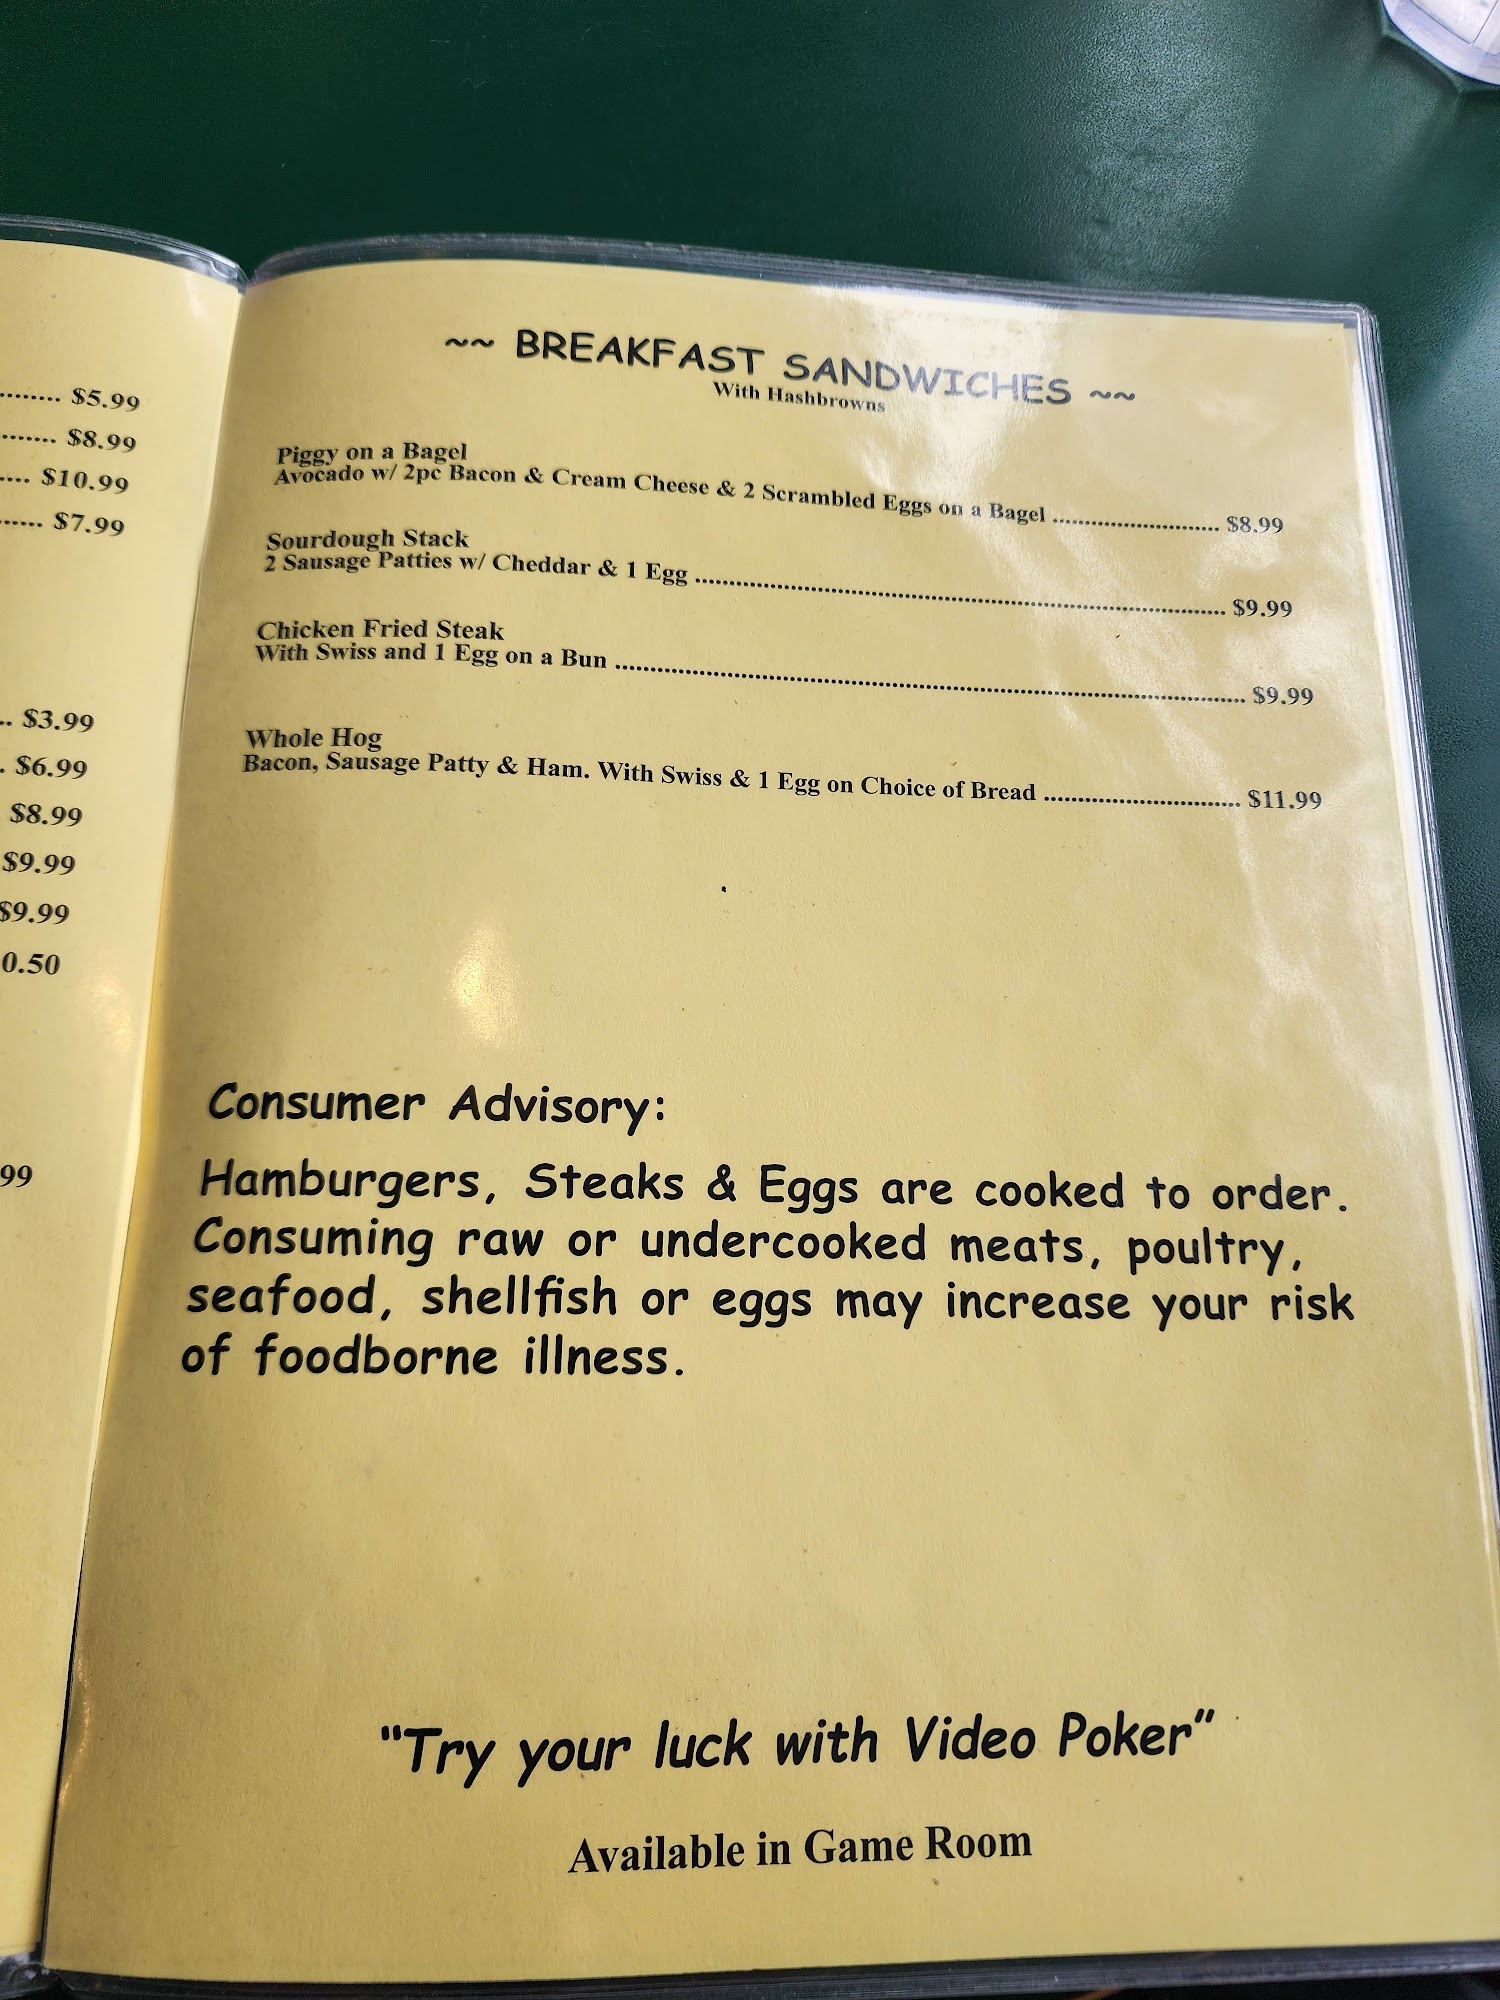 $5.99
$8.99
$10.99
$7.99
$3.99
$6.99
$8.99
$9.99
$9.99
0.50
99
~~ BREAKFAST SANDWICHES ~~
With Hashbrowns
Piggy on a Bagel
Avocado w/ 2pc Bacon & Cream Cheese & 2 Scrambled Eggs on a Bagel ........................ $8.99
Sourdough Stack
2 Sausage Patties w/ Cheddar & 1 Egg ........................ $9.99
Chicken Fried Steak
With Swiss and 1 Egg on a Bun ........................ $9.99
Whole Hog
Bacon, Sausage Patty & Ham. With Swiss & 1 Egg on Choice of Bread ........................ $11.99
Consumer Advisory:
Hamburgers, Steaks & Eggs are cooked to order.
Consuming raw or undercooked meats, poultry,
seafood, shellfish or eggs may increase your risk
of foodborne illness.
"Try your luck with Video Poker"
Available in Game Room